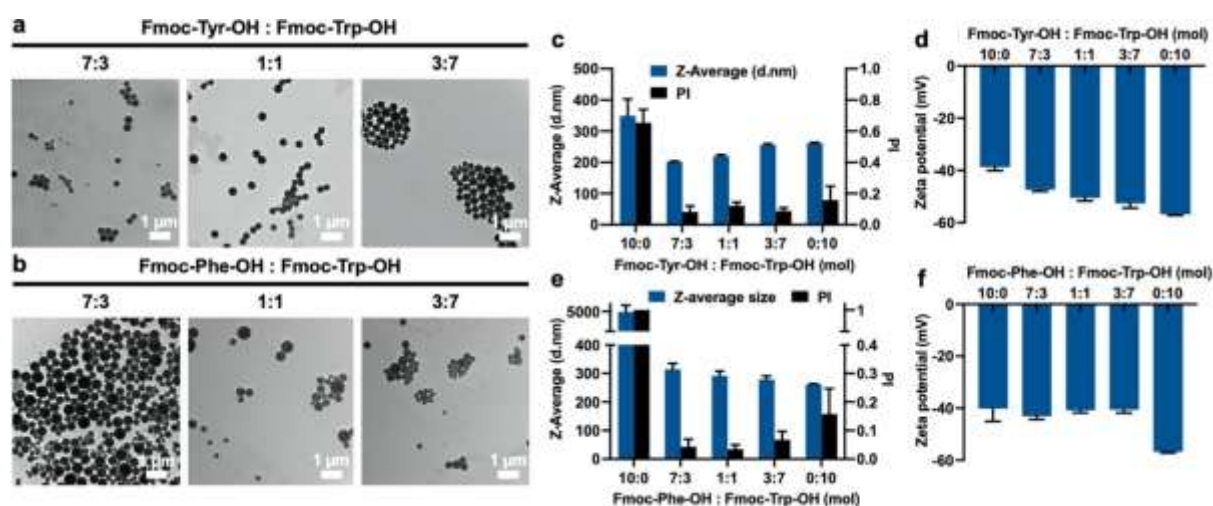 a
Fmoc-Tyr-OH : Fmoc-Trp-OH
7:3 1:1 3:7
1 µm 1 µm 1 µm
b
Fmoc-Phe-OH : Fmoc-Trp-OH
7:3 1:1 3:7
1 µm 1 µm 1 µm
c
Z-Average (d.nm)
PI
500
400
300
200
100
0
Z-Average (d.nm)
1.0
0.8
0.6
0.4
0.2
0.0
PI
10:0 7:3 1:1 3:7 0:10
Fmoc-Tyr-OH : Fmoc-Trp-OH (mol)
d
Fmoc-Tyr-OH : Fmoc-Trp-OH (mol)
10:0 7:3 1:1 3:7 0:10
0
-20
-40
-60
Zeta potential (mV)
e
Z-average size PI
5000
400
300
200
100
0
Z-Average (d.nm)
1
0.4
0.3
0.2
0.1
0.0
PI
10:0 7:3 1:1 3:7 0:10
Fmoc-Phe-OH : Fmoc-Trp-OH (mol)
f
Fmoc-Phe-OH : Fmoc-Trp-OH (mol)
10:0 7:3 1:1 3:7 0:10
0
-20
-40
-60
Zeta potential (mV)